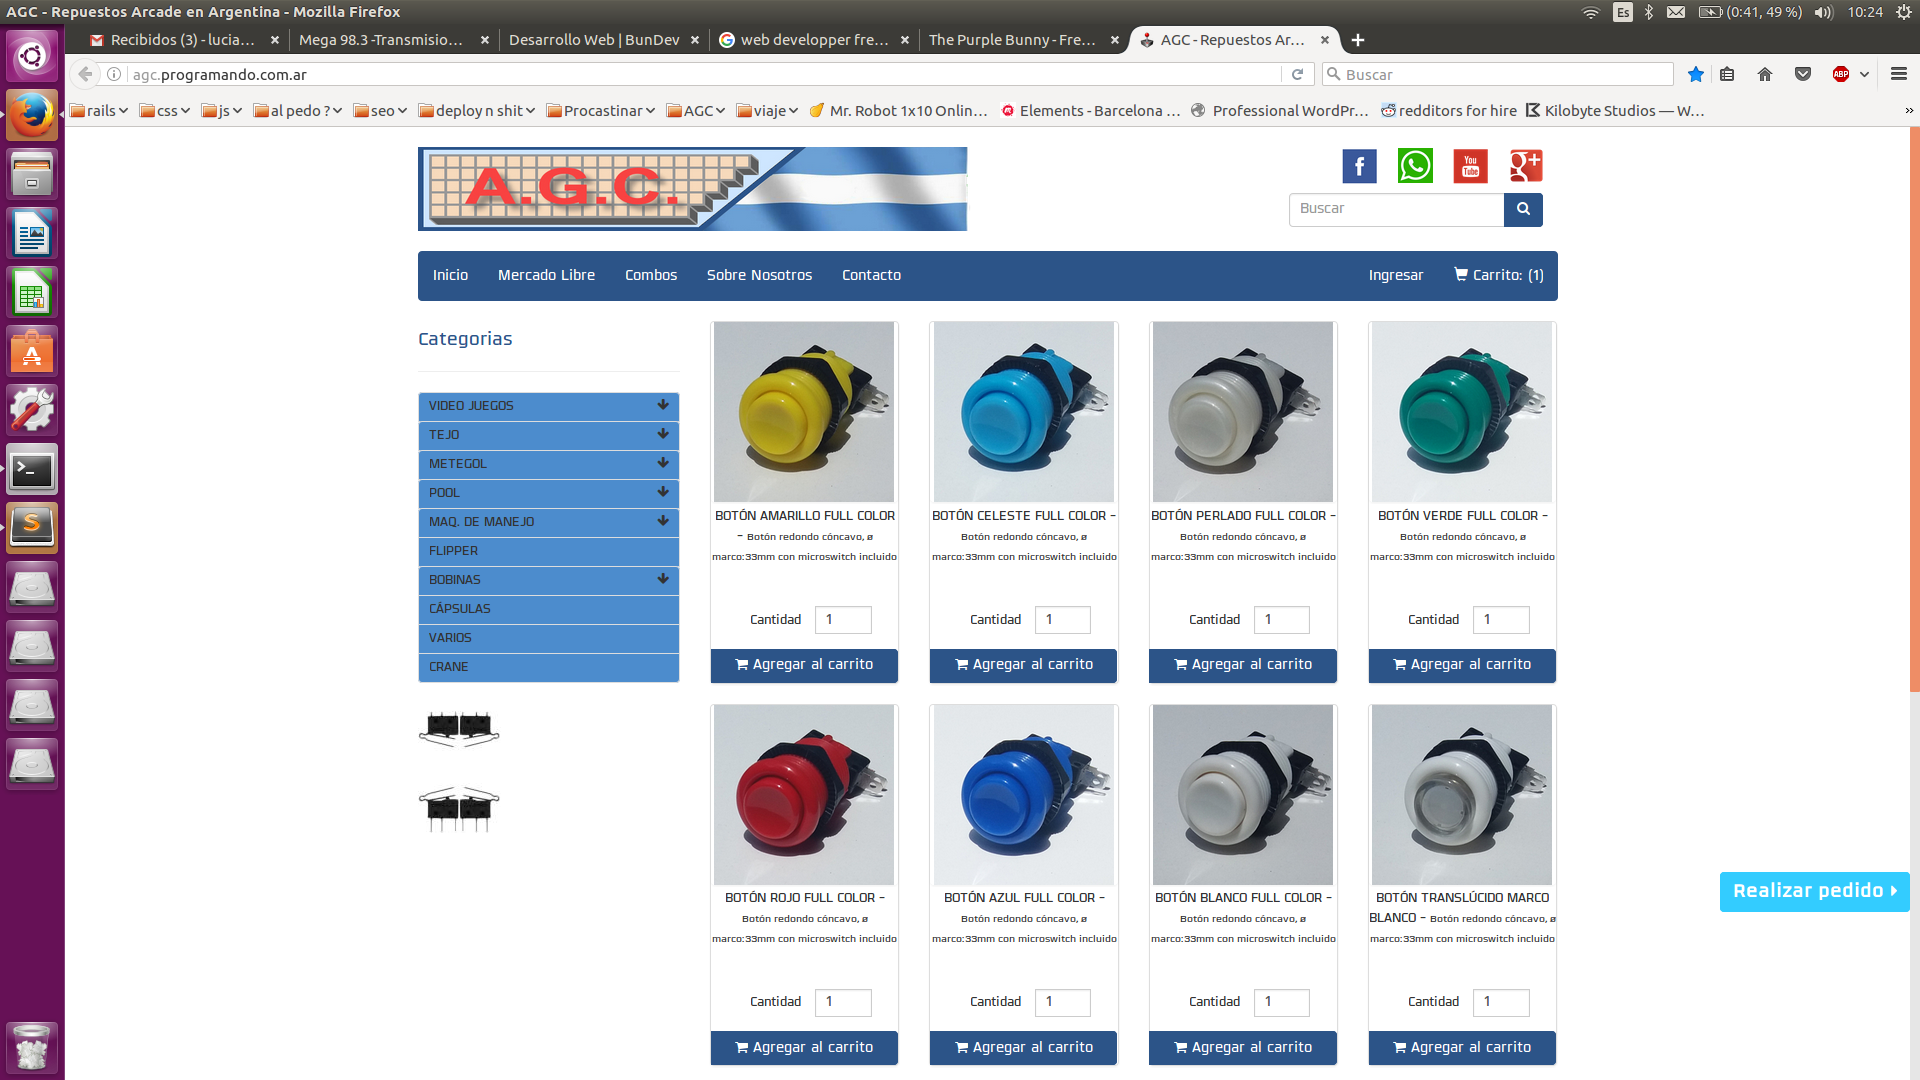 AGC - Repuestos Arcade en Argentina - Mozilla Firefox
Es
(0:41, 49 %)
10:24
Recibidos (3) - lucia...
Mega 98.3 -Transmisio...
Desarrollo Web | BunDev
web developper fre...
The Purple Bunny - Fre...
AGC - Repuestos Ar...
agc.programando.com.ar
Buscar
ABP
rails
css
js
al pedo ?
seo
deploy n shit
Procastinar
AGC
viaje
Mr. Robot 1x10 Onlin...
Elements - Barcelona ...
Professional WordPr...
redditors for hire
Kilobyte Studios — W...
A.G.C.
f
You Tube
g+
Buscar
Inicio
Mercado Libre
Combos
Sobre Nosotros
Contacto
Ingresar
Carrito: (1)
Categorias
VIDEO JUEGOS
TEJO
METEGOL
POOL
MAQ. DE MANEJO
FLIPPER
BOBINAS
CÁPSULAS
VARIOS
CRANE
BOTÓN AMARILLO FULL COLOR
- Botón redondo cóncavo, ø
marco:33mm con microswitch incluido
Cantidad 1
Agregar al carrito
BOTÓN CELESTE FULL COLOR -
Botón redondo cóncavo, ø
marco:33mm con microswitch incluido
Cantidad 1
Agregar al carrito
BOTÓN PERLADO FULL COLOR -
Botón redondo cóncavo, ø
marco:33mm con microswitch incluido
Cantidad 1
Agregar al carrito
BOTÓN VERDE FULL COLOR -
Botón redondo cóncavo, ø
marco:33mm con microswitch incluido
Cantidad 1
Agregar al carrito
BOTÓN ROJO FULL COLOR -
Botón redondo cóncavo, ø
marco:33mm con microswitch incluido
Cantidad 1
Agregar al carrito
BOTÓN AZUL FULL COLOR -
Botón redondo cóncavo, ø
marco:33mm con microswitch incluido
Cantidad 1
Agregar al carrito
BOTÓN BLANCO FULL COLOR -
Botón redondo cóncavo, ø
marco:33mm con microswitch incluido
Cantidad 1
Agregar al carrito
BOTÓN TRANSLÚCIDO MARCO
BLANCO - Botón redondo cóncavo, ø
marco:33mm con microswitch incluido
Cantidad 1
Agregar al carrito
Realizar pedido